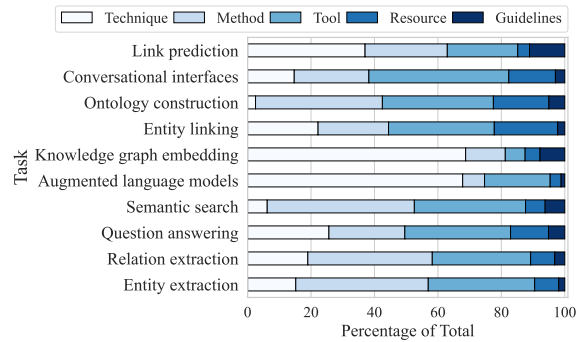 Technique Method Tool Resource Guidelines
Link prediction
Conversational interfaces
Ontology construction
Entity linking
Knowledge graph embedding
Augmented language models
Semantic search
Question answering
Relation extraction
Entity extraction
Task
0 20 40 60 80 100
Percentage of Total